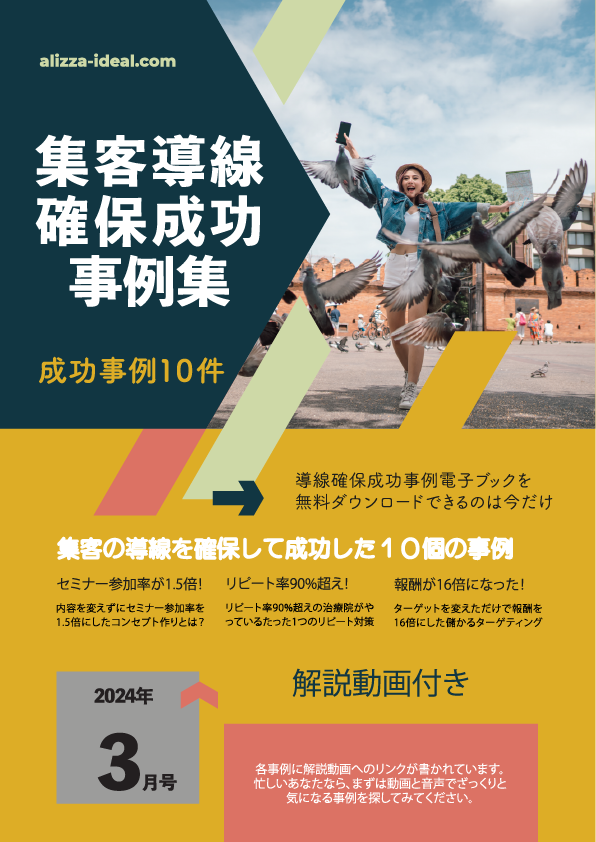 alizza-ideal.com
集客導線
確保成功
事例集
成功事例10件
導線確保成功事例電子ブックを
無料ダウンロードできるのは今だけ
集客の導線を確保して成功した１０個の事例
セミナー参加率が1.5倍！
内容を変えずにセミナー参加率を
1.5倍にしたコンセプト作りとは？
リピート率90%超え！
リピート率90%超えの治療院がや
っているたった1つのリピート対策
報酬が16倍になった！
ターゲットを変えただけで報酬を
16倍にした儲かるターゲティング
解説動画付き
2024年
3月号
各事例に解説動画へのリンクが書かれています。
忙しいあなたなら、まずは動画と音声でざっくりと
気になる事例を探してみてください。